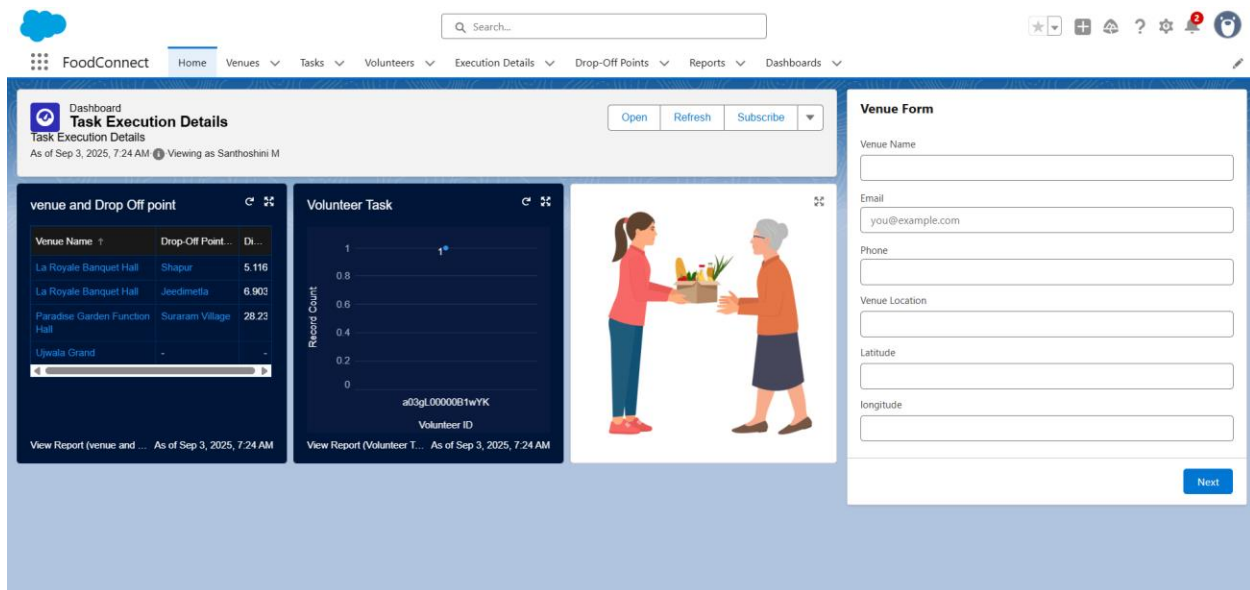 Search...
2
FoodConnect Home Venues Tasks Volunteers Execution Details Drop-Off Points Reports Dashboards
Dashboard
Task Execution Details
Task Execution Details
As of Sep 3, 2025, 7:24 AM Viewing as Santhoshini M
Open Refresh Subscribe
venue and Drop Off point
Venue Name ↑ Drop-Off Point... Di...
La Royale Banquet Hall Shapur 5.116
La Royale Banquet Hall Jeedimetla 6.903
Paradise Garden Function Hall Suraram Village 28.23
Ujwala Grand - -
View Report (venue and ... As of Sep 3, 2025, 7:24 AM
Volunteer Task
Record Count
1
0.8
0.6
0.4
0.2
0
1
a03gL00000B1wYK
Volunteer ID
View Report (Volunteer T... As of Sep 3, 2025, 7:24 AM
Venue Form
Venue Name
Email
you@example.com
Phone
Venue Location
Latitude
longitude
Next